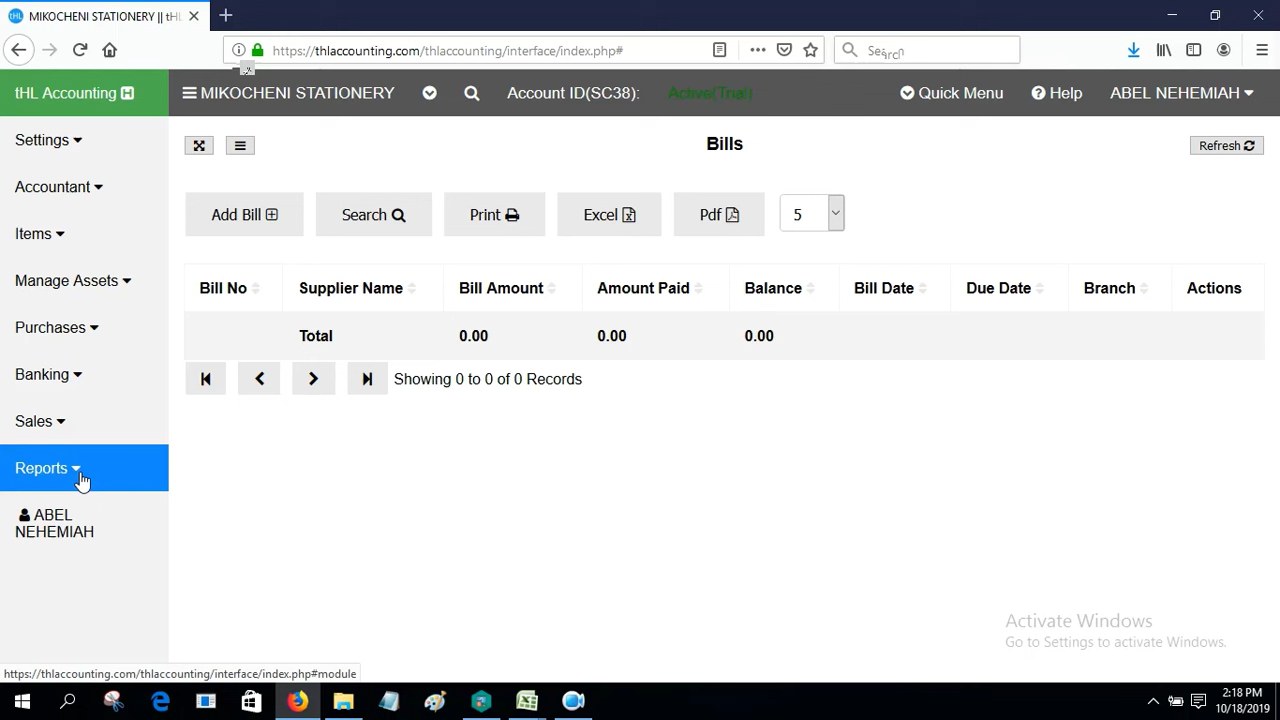 MIKOCHENI STATIONERY || tHL
https://thlaccounting.com/thlaccounting/interface/index.php#
Search
tHL Accounting H
MIKOCHENI STATIONERY
Account ID(SC38):
Active(Trial)
Quick Menu
Help
ABEL NEHEMIAH
Settings
Accountant
Items
Manage Assets
Purchases
Banking
Sales
Reports
ABEL
NEHEMIAH
Bills
Refresh
Add Bill
Search
Print
Excel
Pdf
5
Bill No Supplier Name Bill Amount Amount Paid Balance Bill Date Due Date Branch Actions
Total 0.00 0.00 0.00
Showing 0 to 0 of 0 Records
Activate Windows
Go to Settings to activate Windows.
https://thlaccounting.com/thlaccounting/interface/index.php#module
2:18 PM
10/18/2019